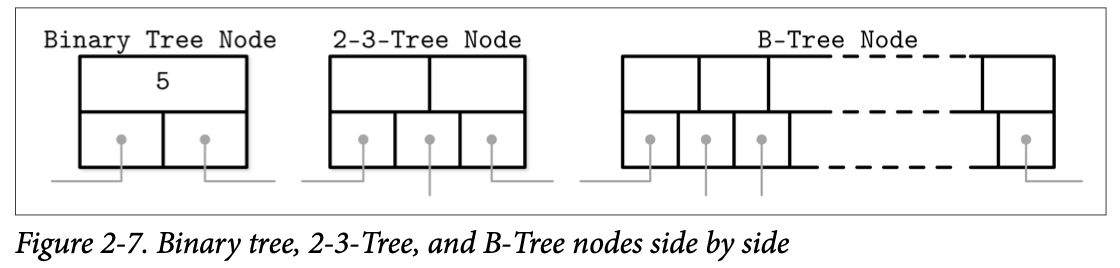 Binary Tree Node 2-3-Tree Node B-Tree Node
5
Figure 2-7. Binary tree, 2-3-Tree, and B-Tree nodes side by side